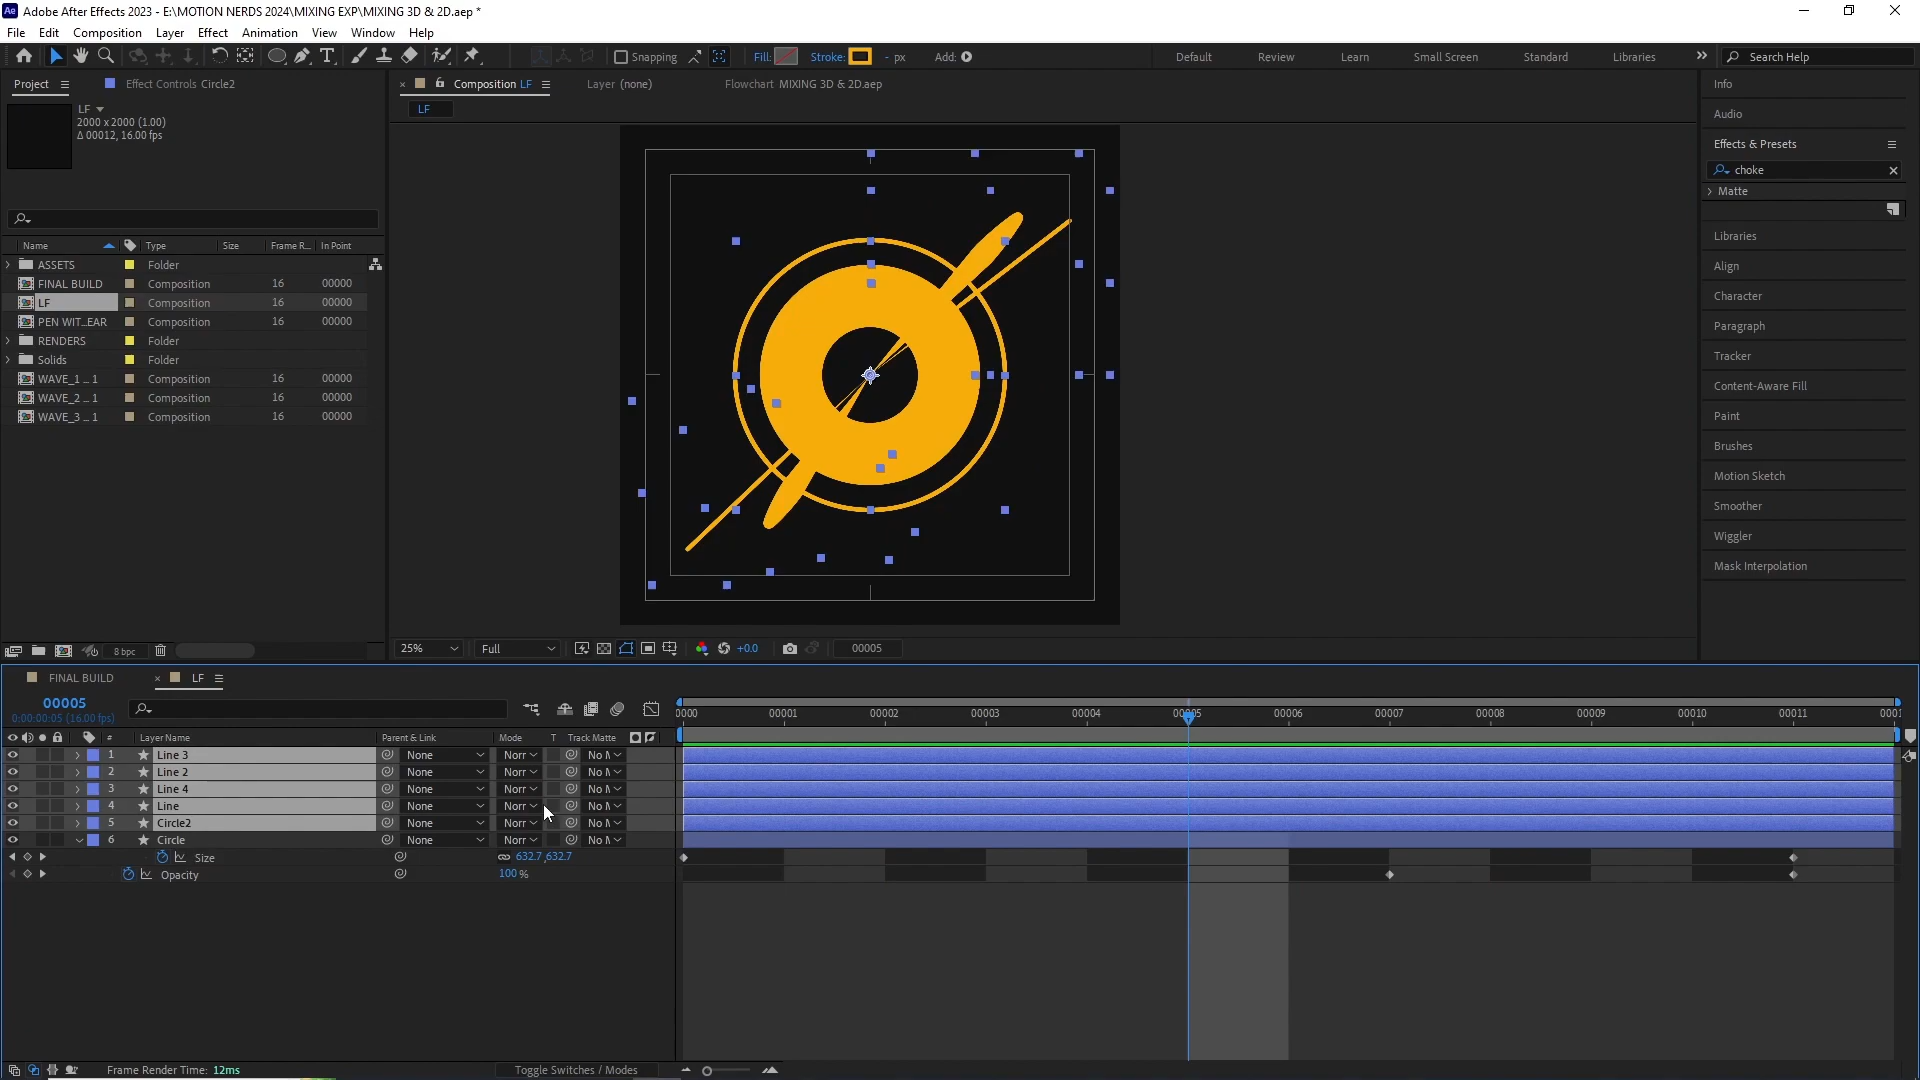 Adobe After Effects 2023 - E:\MOTION NERDS 2024\MIXING EXP\MIXING 3D & 2D.aep *
File Edit Composition Layer Effect Animation View Window Help
Snapping Fill: Stroke: - px Add: Default Review Learn Small Screen Standard Libraries Search Help
Project Effect Controls Circle2 Composition LF Layer (none) Flowchart MIXING 3D & 2D.aep Info
LF
2000 x 2000 (1.00)
Δ 00012, 16.00 fps
LF
Audio
Effects & Presets
choke
Matte
Libraries
Align
Character
Paragraph
Tracker
Content-Aware Fill
Paint
Brushes
Motion Sketch
Smoother
Wiggler
Mask Interpolation
Name Type Size Frame R... In Point
ASSETS Folder
FINAL BUILD Composition 16 00000
LF Composition 16 00000
PEN WIT...EAR Composition 16 00000
RENDERS Folder
Solids Folder
WAVE_1 _ 1 Composition 16 00000
WAVE_2 _ 1 Composition 16 00000
WAVE_3 _ 1 Composition 16 00000
8 bpc 25% Full +0.0 00005
FINAL BUILD LF
00005
0:00:00:05 (16.00 fps)
0000 00001 00002 00003 00004 00005 00006 00007 00008 00009 00010 00011 0001
# Layer Name Parent & Link Mode T Track Matte
1 Line 3 None Norr No M
2 Line 2 None Norr No M
3 Line 4 None Norr No M
4 Line None Norr No M
5 Circle2 None Norr No M
6 Circle None Norr No M
Size 632.7,632.7
Opacity 100 %
Frame Render Time: 12ms Toggle Switches / Modes